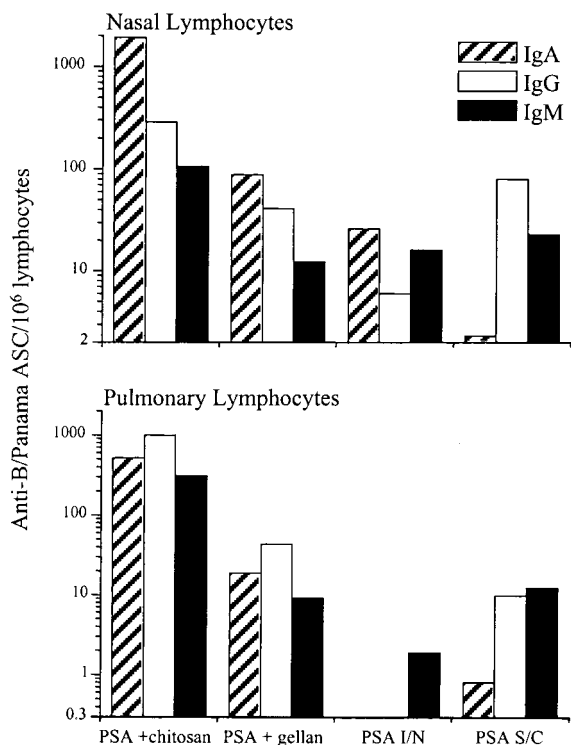 Nasal Lymphocytes
IgA
IgG
IgM
1000
100
10
2
Anti-B/Panama ASC/10⁶ lymphocytes
Pulmonary Lymphocytes
1000
100
10
1
0.3
PSA +chitosan PSA + gellan PSA I/N PSA S/C